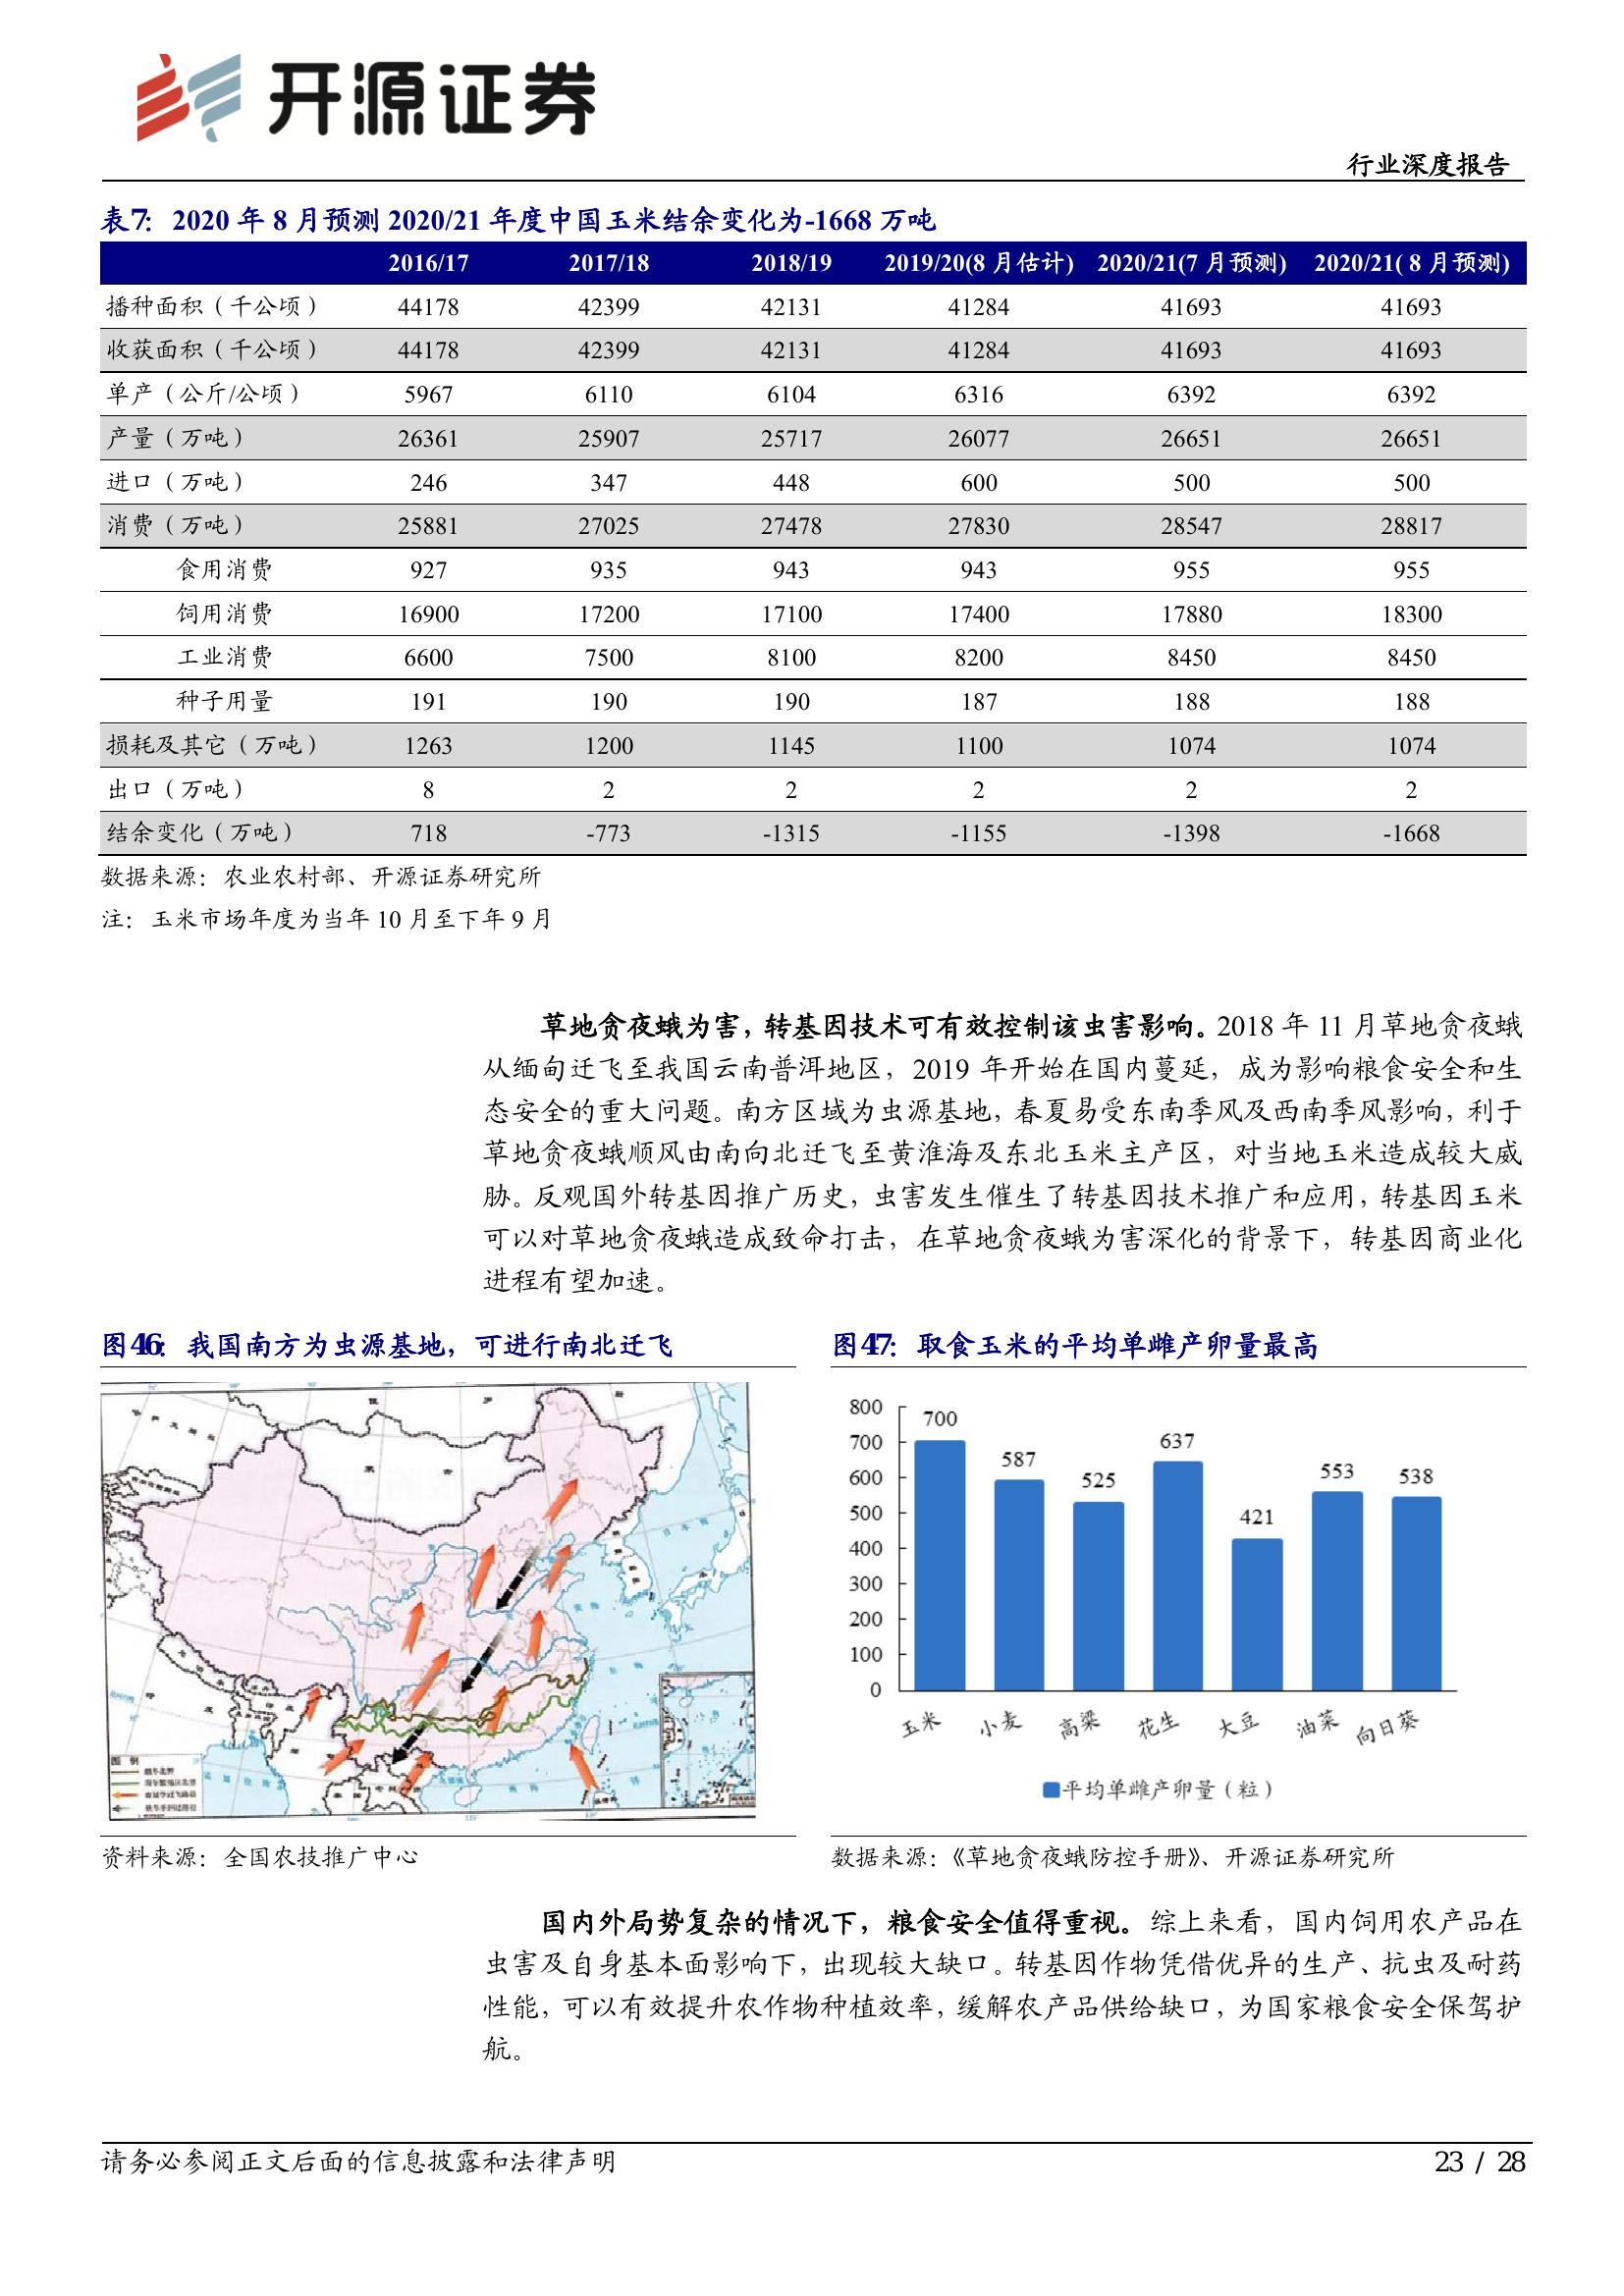 开源证券
行业深度报告
表7： 2020 年 8 月预测 2020/21 年度中国玉米结余变化为-1668 万吨
2016/17 2017/18 2018/19 2019/20(8 月估计) 2020/21(7 月预测) 2020/21( 8 月预测)
播种面积（千公顷） 44178 42399 42131 41284 41693 41693
收获面积（千公顷） 44178 42399 42131 41284 41693 41693
单产（公斤/公顷） 5967 6110 6104 6316 6392 6392
产量（万吨） 26361 25907 25717 26077 26651 26651
进口（万吨） 246 347 448 600 500 500
消费（万吨） 25881 27025 27478 27830 28547 28817
食用消费 927 935 943 943 955 955
饲用消费 16900 17200 17100 17400 17880 18300
工业消费 6600 7500 8100 8200 8450 8450
种子用量 191 190 190 187 188 188
损耗及其它（万吨） 1263 1200 1145 1100 1074 1074
出口（万吨） 8 2 2 2 2 2
结余变化（万吨） 718 -773 -1315 -1155 -1398 -1668
数据来源：农业农村部、开源证券研究所
注：玉米市场年度为当年 10 月至下年 9 月
草地贪夜蛾为害，转基因技术可有效控制该虫害影响。2018 年 11 月草地贪夜蛾
从缅甸迁飞至我国云南普洱地区，2019 年开始在国内蔓延，成为影响粮食安全和生
态安全的重大问题。南方区域为虫源基地，春夏易受东南季风及西南季风影响，利于
草地贪夜蛾顺风由南向北迁飞至黄淮海及东北玉米主产区，对当地玉米造成较大威
胁。反观国外转基因推广历史，虫害发生催生了转基因技术推广和应用，转基因玉米
可以对草地贪夜蛾造成致命打击，在草地贪夜蛾为害深化的背景下，转基因商业化
进程有望加速。
图46： 我国南方为虫源基地，可进行南北迁飞
图 例
资料来源：全国农技推广中心
图47： 取食玉米的平均单雌产卵量最高
800
700
600
500
400
300
200
100
0
700 587 525 637 421 553 538
玉米 小麦 高粱 花生 大豆 油菜 向日葵
平均单雌产卵量（粒）
数据来源：《草地贪夜蛾防控手册》、开源证券研究所
国内外局势复杂的情况下，粮食安全值得重视。综上来看，国内饲用农产品在
虫害及自身基本面影响下，出现较大缺口。转基因作物凭借优异的生产、抗虫及耐药
性能，可以有效提升农作物种植效率，缓解农产品供给缺口，为国家粮食安全保驾护
航。
请务必参阅正文后面的信息披露和法律声明
23 / 28